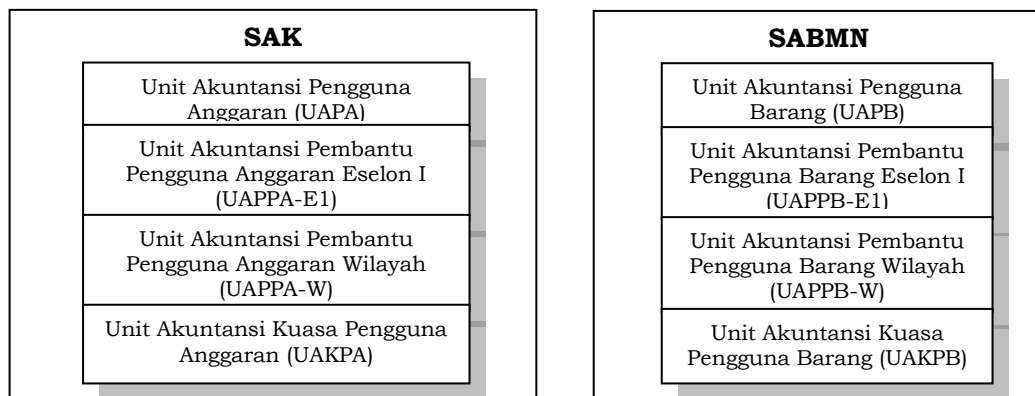 SAK
Unit Akuntansi Pengguna
Anggaran (UAPA)
Unit Akuntansi Pembantu
Pengguna Anggaran Eselon I
(UAPPA-E1)
Unit Akuntansi Pembantu
Pengguna Anggaran Wilayah
(UAPPA-W)
Unit Akuntansi Kuasa Pengguna
Anggaran (UAKPA)
SABMN
Unit Akuntansi Pengguna
Barang (UAPB)
Unit Akuntansi Pembantu
Pengguna Barang Eselon I
(UAPPB-E1)
Unit Akuntansi Pembantu
Pengguna Barang Wilayah
(UAPPB-W)
Unit Akuntansi Kuasa
Pengguna Barang (UAKPB)